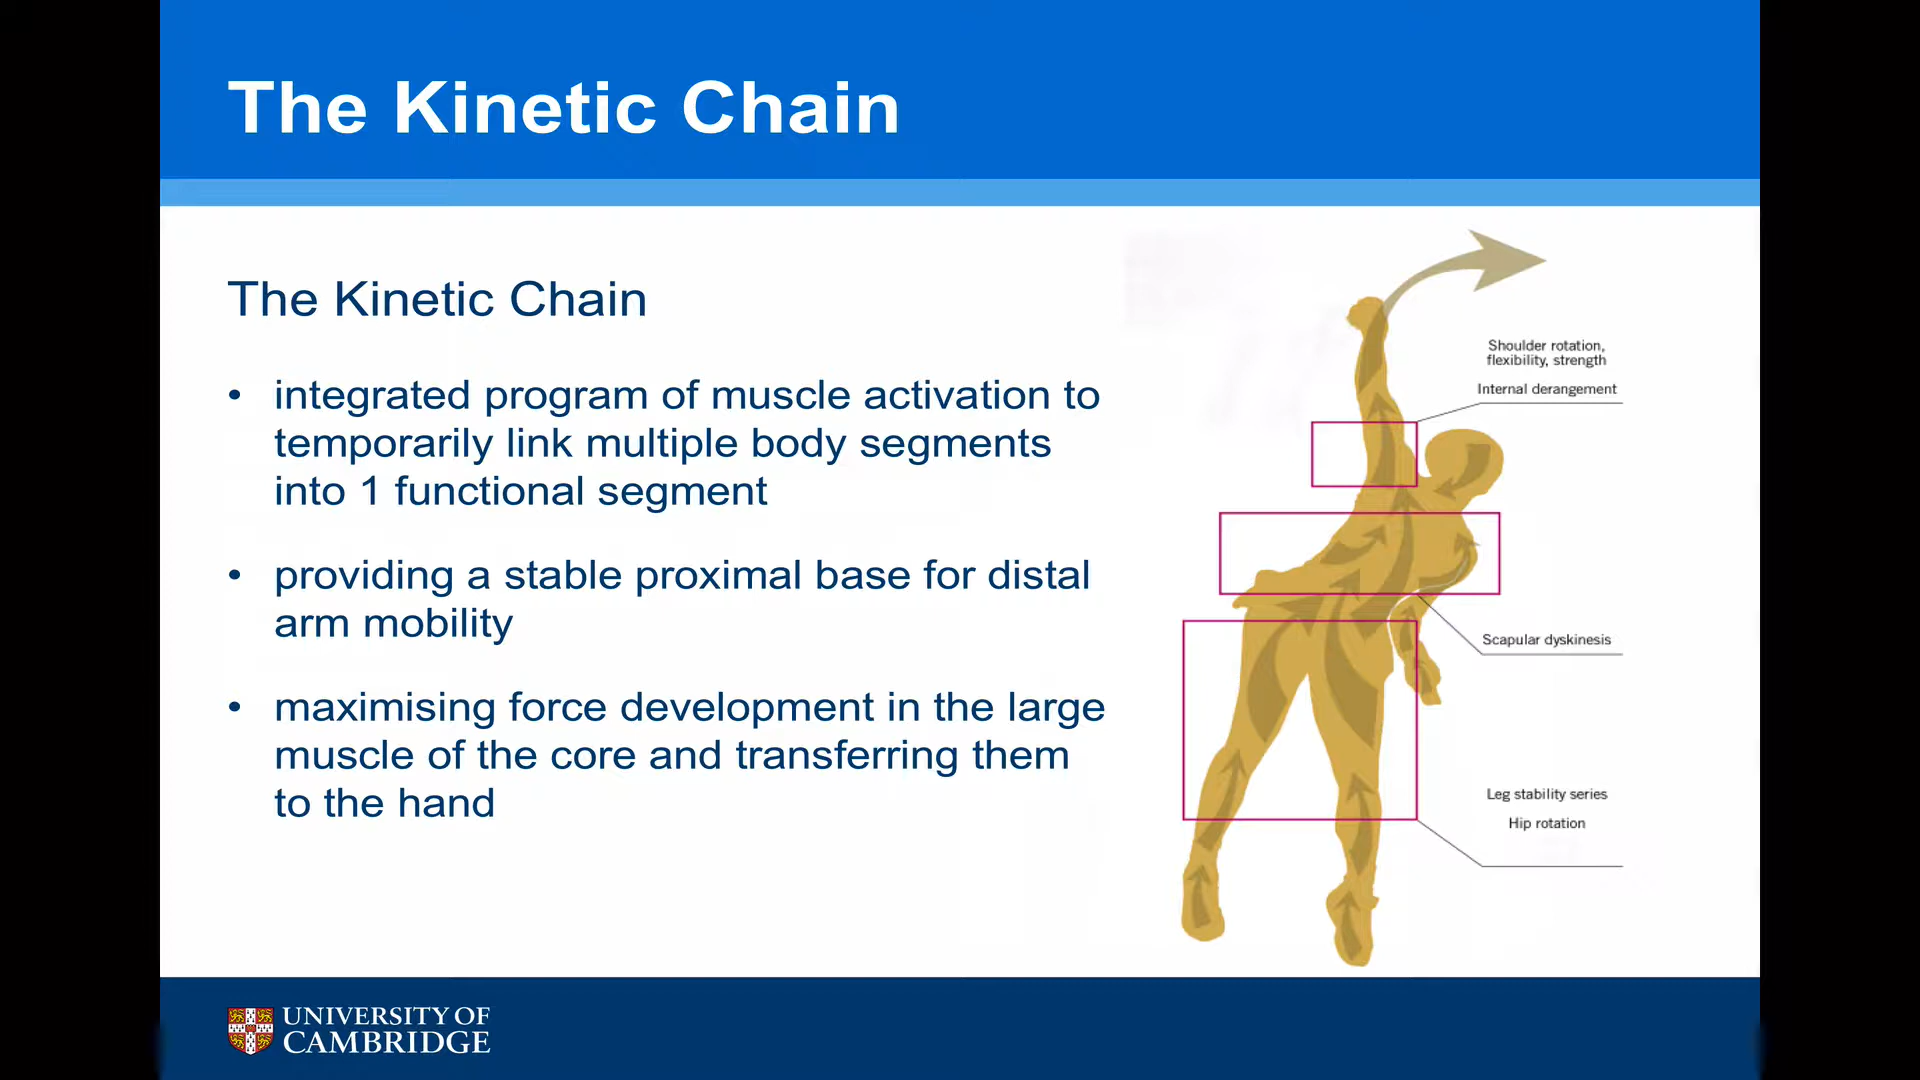 The Kinetic Chain
The Kinetic Chain
• integrated program of muscle activation to
temporarily link multiple body segments
into 1 functional segment
• providing a stable proximal base for distal
arm mobility
• maximising force development in the large
muscle of the core and transferring them
to the hand
Shoulder rotation,
flexibility, strength
Internal derangement
Scapular dyskinesis
Leg stability series
Hip rotation
UNIVERSITY OF
CAMBRIDGE